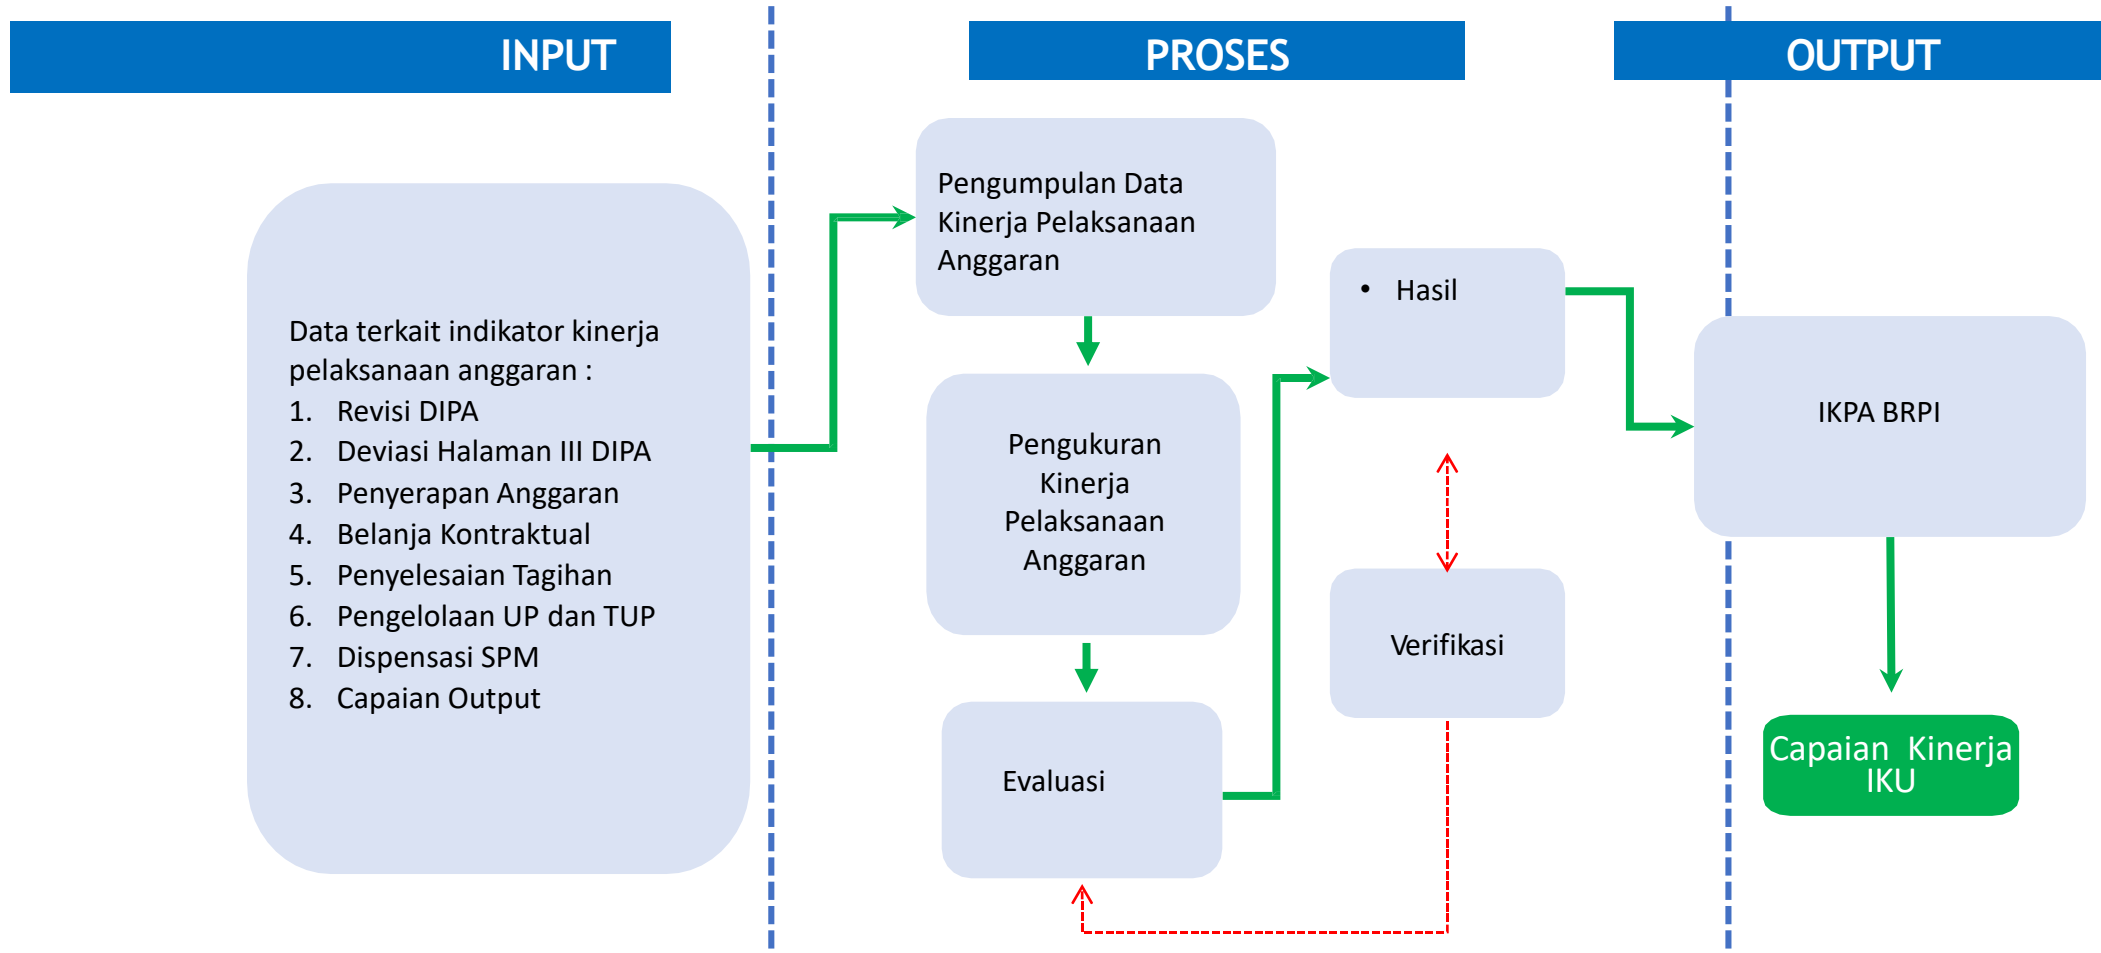 INPUT
PROSES
OUTPUT
Data terkait indikator kinerja
pelaksanaan anggaran :
1. Revisi DIPA
2. Deviasi Halaman III DIPA
3. Penyerapan Anggaran
4. Belanja Kontraktual
5. Penyelesaian Tagihan
6. Pengelolaan UP dan TUP
7. Dispensasi SPM
8. Capaian Output
Pengumpulan Data
Kinerja Pelaksanaan
Anggaran
Pengukuran
Kinerja
Pelaksanaan
Anggaran
Evaluasi
• Hasil
Verifikasi
IKPA BRPI
Capaian Kinerja
IKU